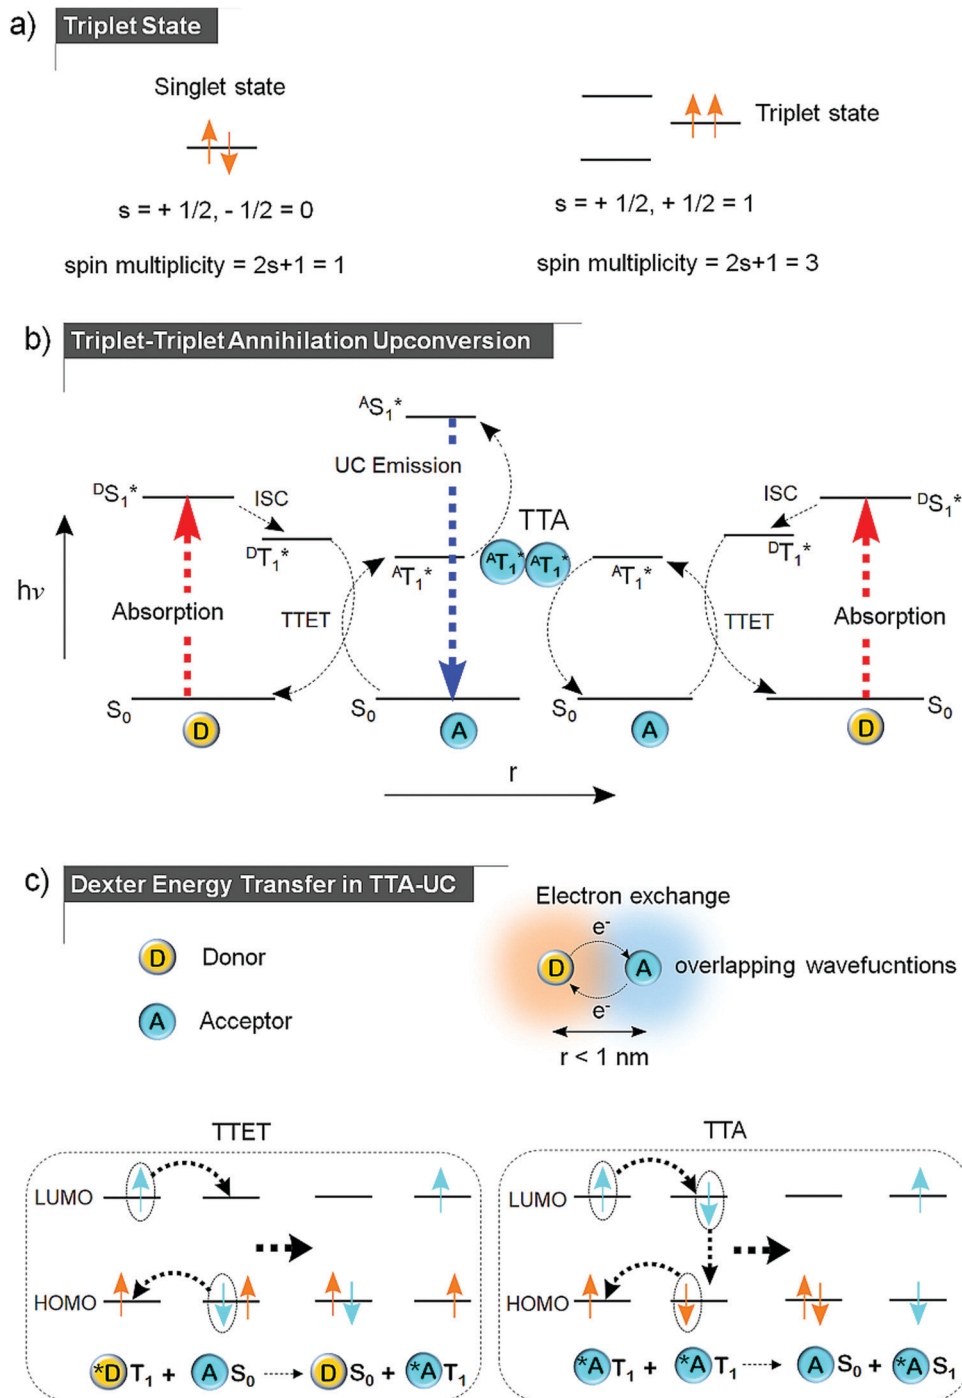 a) Triplet State
Singlet state
Triplet state
s = + 1/2, - 1/2 = 0
s = + 1/2, + 1/2 = 1
spin multiplicity = 2s+1 = 1
spin multiplicity = 2s+1 = 3
b) Triplet-Triplet Annihilation Upconversion
ᴬS₁*
UC Emission
ᴰS₁* ISC
ISC ᴰS₁*
TTA
ᴰT₁*
ᴬT₁* ᴬT₁*
ᴰT₁*
ᴬT₁*
ᴬT₁*
hν
Absorption
TTET
TTET
Absorption
S₀
S₀
S₀
S₀
D
A
A
D
r
c) Dexter Energy Transfer in TTA-UC
Electron exchange
e⁻
D Donor
D A overlapping wavefucntions
e⁻
A Acceptor
r < 1 nm
TTET
LUMO
HOMO
*D T₁ + A S₀ D S₀ + *A T₁
TTA
LUMO
HOMO
*A T₁ + *A T₁ A S₀ + *A S₁